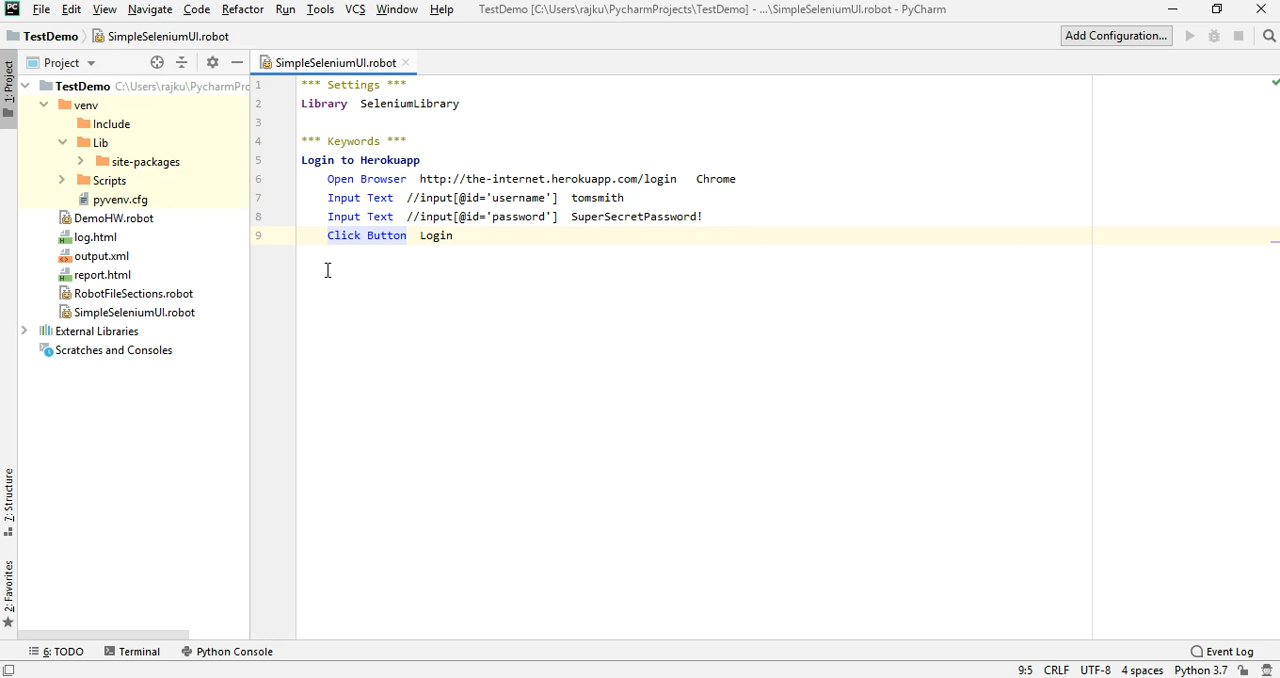 File Edit View Navigate Code Refactor Run Tools VCS Window Help TestDemo [C:\Users\rajku\PycharmProjects\TestDemo] - ...\SimpleSeleniumUI.robot - PyCharm
TestDemo SimpleSeleniumUI.robot Add Configuration...
1: Project
Project
SimpleSeleniumUI.robot
TestDemo C:\Users\rajku\PycharmPrc
venv
Include
Lib
site-packages
Scripts
pyvenv.cfg
DemoHW.robot
log.html
output.xml
report.html
RobotFileSections.robot
SimpleSeleniumUI.robot
External Libraries
Scratches and Consoles
1 *** Settings ***
2 Library SeleniumLibrary
3
4 *** Keywords ***
5 Login to Herokuapp
6 Open Browser http://the-internet.herokuapp.com/login Chrome
7 Input Text //input[@id='username'] tomsmith
8 Input Text //input[@id='password'] SuperSecretPassword!
9 Click Button Login
7: Structure
2: Favorites
6: TODO Terminal Python Console Event Log
9:5 CRLF UTF-8 4 spaces Python 3.7